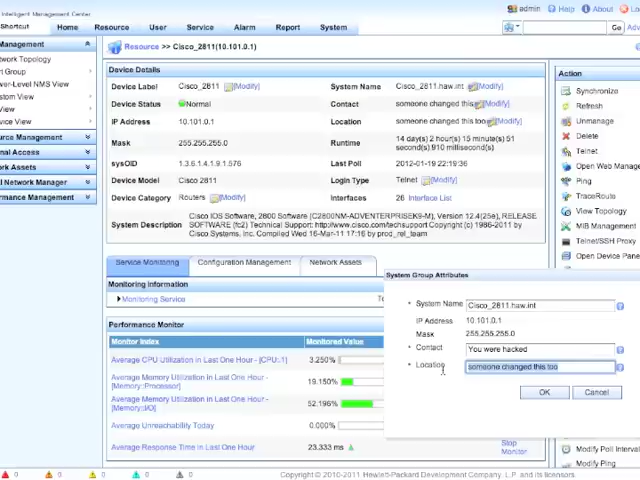 Intelligent Management Center
admin Help About
Shortcut Home Resource User Service Alarm Report System
Go
Resource >> Cisco_2811(10.101.0.1)
Management
Network Topology
Group
Power-Level NMS View
View
View
Management
Access
Assets
Network Manager
Management
Device Details
Device Label Cisco_2811 [Modify] System Name Cisco_2811.haw.int [Modify]
Device Status Normal Contact someone changed this [Modify]
IP Address 10.101.0.1 Location someone changed this too [Modify]
Mask 255.255.255.0 Runtime 14 day(s) 2 hour(s) 15 minute(s) 51
second(s) 910 millisecond(s)
sysOID 1.3.6.1.4.1.9.1.576 Last Poll 2012-01-19 22:19:36
Device Model Cisco 2811 Login Type Telnet [Modify]
Device Category Routers [Modify] Interfaces 26 Interface List
System Description Cisco IOS Software, 2800 Software (C2800NM-ADVENTERPRISEK9-M), Version 12.4(25e), RELEASE
SOFTWARE (fc2) Technical Support: http://www.cisco.com/techsupport Copyright (c) 1986-2011 by
Cisco Systems, Inc. Compiled Wed 16-Mar-11 17:16 by prod_rel_team
Service Monitoring Configuration Management Network Assets
Monitoring Information
Monitoring Service
Performance Monitor
Monitor Index Monitored Value
Average CPU Utilization in Last One Hour - [CPU:1] 3.250%
Average Memory Utilization in Last One Hour -
[Memory::Processor] 19.150%
Average Memory Utilization in Last One Hour -
[Memory::I/O] 52.196%
Average Unreachability Today 0.000%
Average Response Time in Last One Hour 23.333 ms Stop
Monitor
System Group Attributes
* System Name Cisco_2811.haw.int
IP Address 10.101.0.1
Mask 255.255.255.0
* Contact You were hacked
* Location someone changed this too
OK Cancel
Action
Synchronize
Refresh
Unmanage
Delete
Telnet
Open Web Manage
Ping
TraceRoute
View Topology
MIB Management
Telnet/SSH Proxy
Open Device Pane
Modify Poll Interval
Modify Ping
0 0 0 0 0
Copyright © 2010-2011 Hewlett-Packard Development Company, L.P. and its licensors.